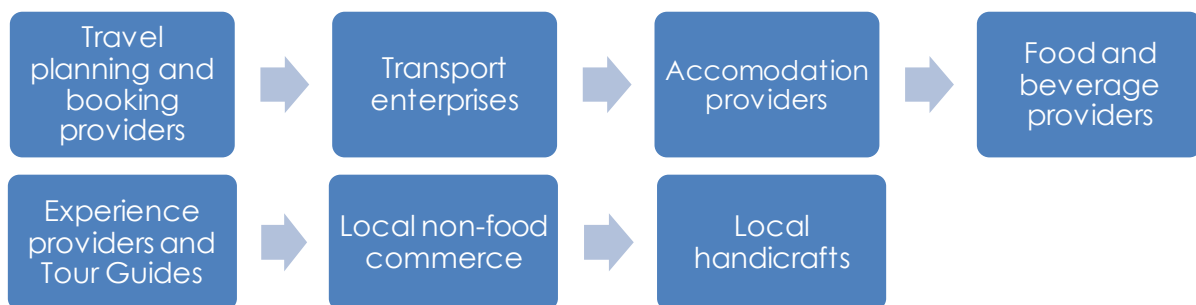 Travel
planning and
booking
providers
Transport
enterprises
Accomodation
providers
Food and
beverage
providers
Experience
providers and
Tour Guides
Local non-food
commerce
Local
handicrafts